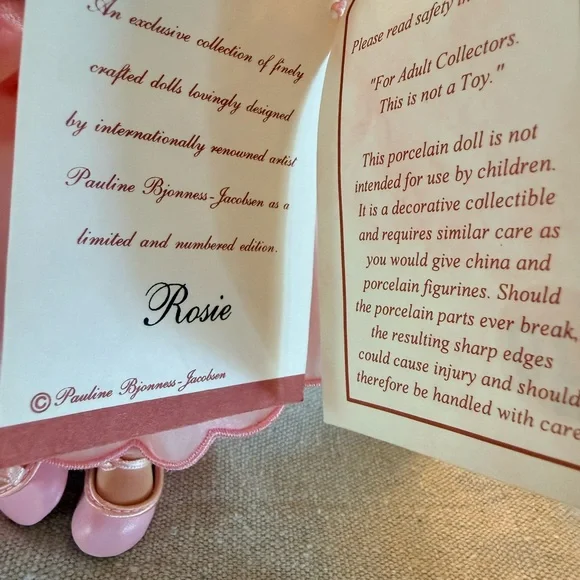 An exclusive collection of finely
crafted dolls lovingly designed
by internationally renowned artist
Pauline Bjonness-Jacobsen as a
limited and numbered edition.
Rosie
© Pauline Bjonness-Jacobsen
Please read safety
"For Adult Collectors.
This is not a Toy."
This porcelain doll is not
intended for use by children.
It is a decorative collectible
and requires similar care as
you would give china and
porcelain figurines. Should
the porcelain parts ever break,
the resulting sharp edges
could cause injury and should
therefore be handled with care